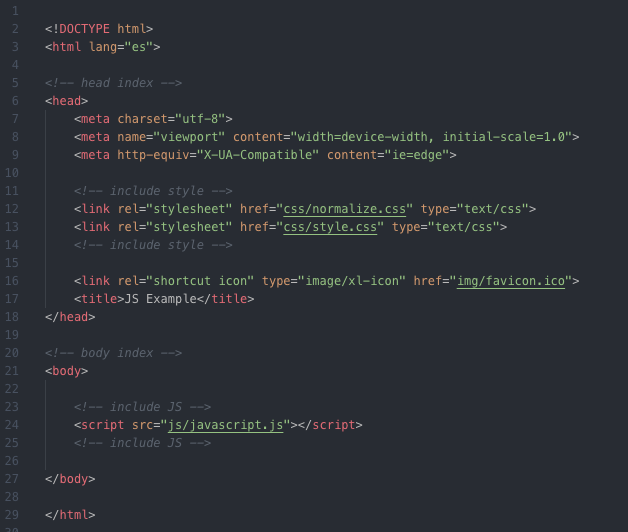 1
2 <!DOCTYPE html>
3 <html lang="es">
4
5 <!-- head index -->
6 <head>
7 <meta charset="utf-8">
8 <meta name="viewport" content="width=device-width, initial-scale=1.0">
9 <meta http-equiv="X-UA-Compatible" content="ie=edge">
10
11 <!-- include style -->
12 <link rel="stylesheet" href="css/normalize.css" type="text/css">
13 <link rel="stylesheet" href="css/style.css" type="text/css">
14 <!-- include style -->
15
16 <link rel="shortcut icon" type="image/xl-icon" href="img/favicon.ico">
17 <title>JS Example</title>
18 </head>
19
20 <!-- body index -->
21 <body>
22
23 <!-- include JS -->
24 <script src="js/javascript.js"></script>
25 <!-- include JS -->
26
27 </body>
28
29 </html>
30